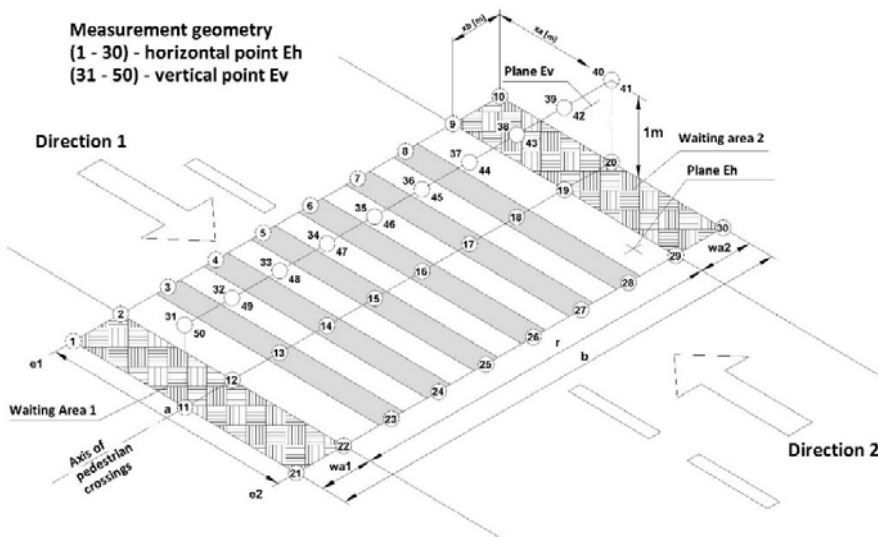 Measurement geometry
(1 - 30) - horizontal point Eh
(31 - 50) - vertical point Ev
xb [m]
xa [m]
Plane Ev
40
41
10
39
42
9
38
43
1m
Direction 1
Waiting area 2
8
37
44
20
Plane Eh
7
36
45
19
6
35
46
18
30
5
34
47
17
29
wa2
4
33
48
16
28
3
32
49
15
27
r
2
31
50
14
26
b
1
13
25
e1
12
24
Waiting Area 1
a
11
23
Axis of
pedestrian
crossings
22
wa1
21
e2
Direction 2